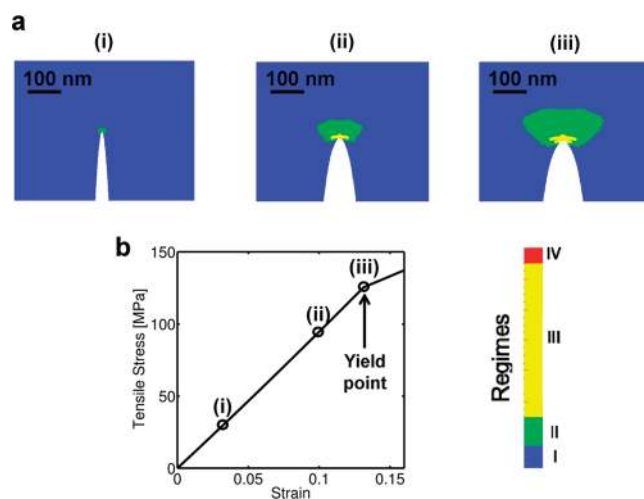 a
(i) (ii) (iii)
100 nm 100 nm 100 nm
b
150
100
50
0
0 0.05 0.1 0.15
Tensile Stress [MPa]
Strain
(i)
(ii)
(iii)
Yield
point
Regimes
IV
III
II
I